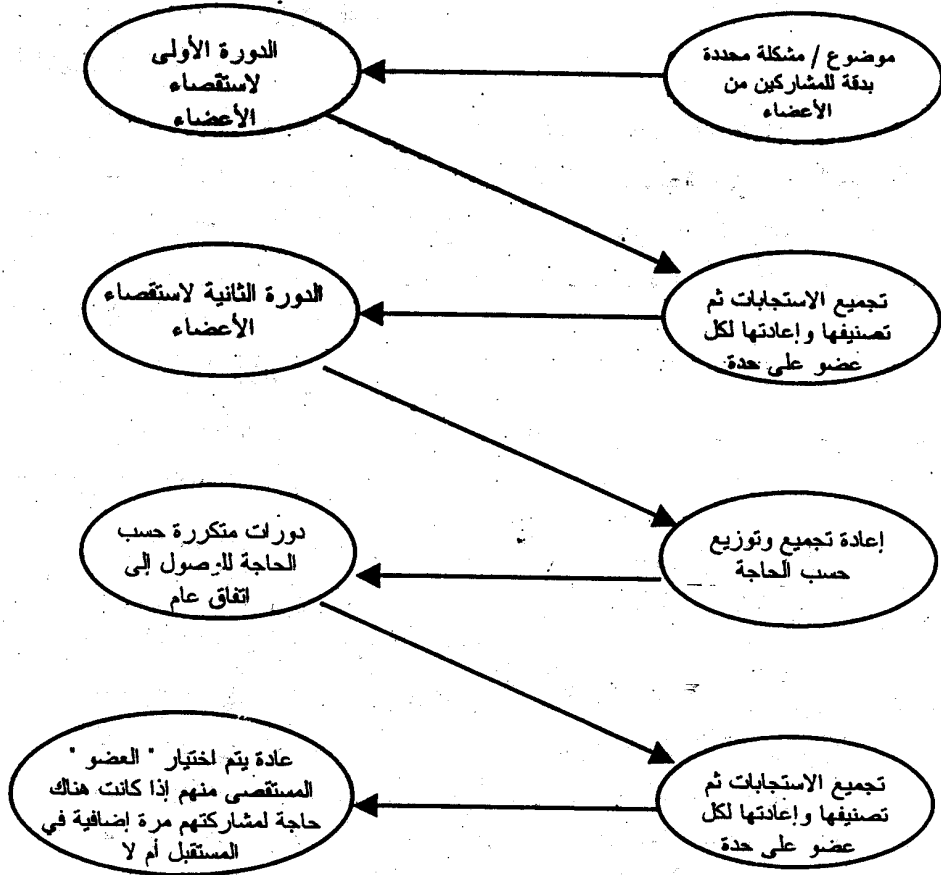 موضوع / مشكلة محددة
بدقة للمشاركين من
الأعضاء
الدورة الأولى
لاستقصاء
الأعضاء
تجميع الاستجابات ثم
تصنيفها وإعادتها لكل
عضو على حدة
الدورة الثانية لاستقصاء
الأعضاء
إعادة تجميع وتوزيع
حسب الحاجة
دورات متكررة حسب
الحاجة للوصول إلى
اتفاق عام
تجميع الاستجابات ثم
تصنيفها وإعادتها لكل
عضو على حدة
عادة يتم اختيار " العضو "
المستقصى منهم إذا كانت هناك
حاجة لمشاركتهم مرة إضافية في
المستقبل أم لا